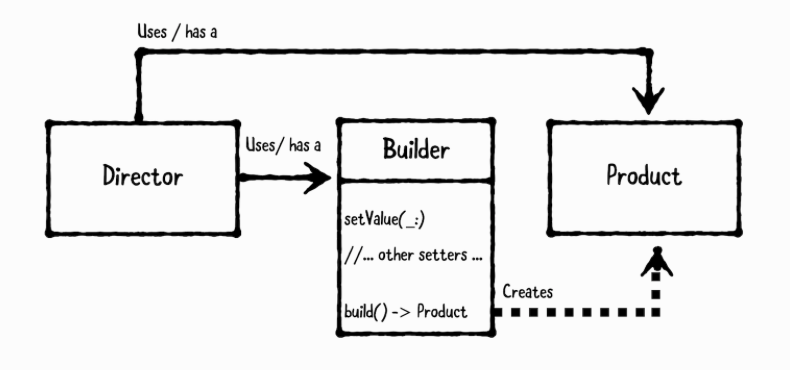 Uses / has a
Director
Uses/ has a
Builder
setValue(_:)
//... other setters ...
build() -> Product
Product
Creates